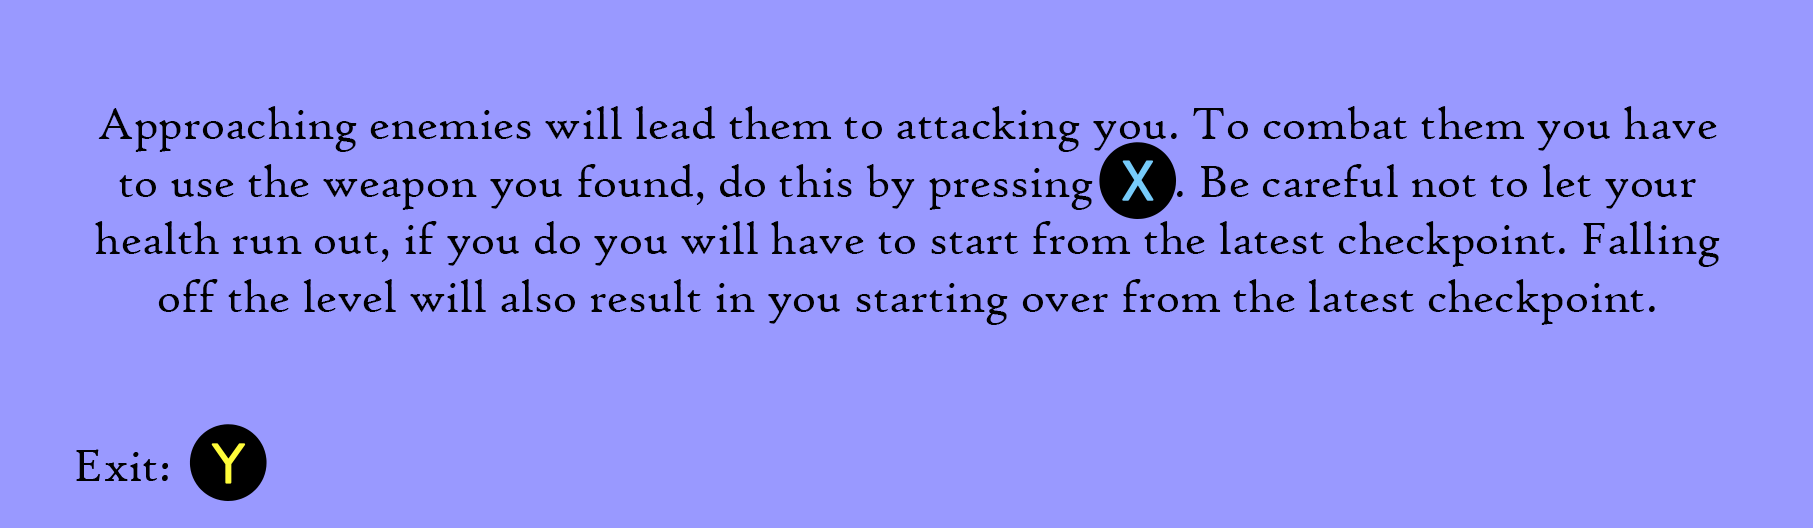 Approaching enemies will lead them to attacking you. To combat them you have
to use the weapon you found, do this by pressing X. Be careful not to let your
health run out, if you do you will have to start from the latest checkpoint. Falling
off the level will also result in you starting over from the latest checkpoint.
Exit: Y